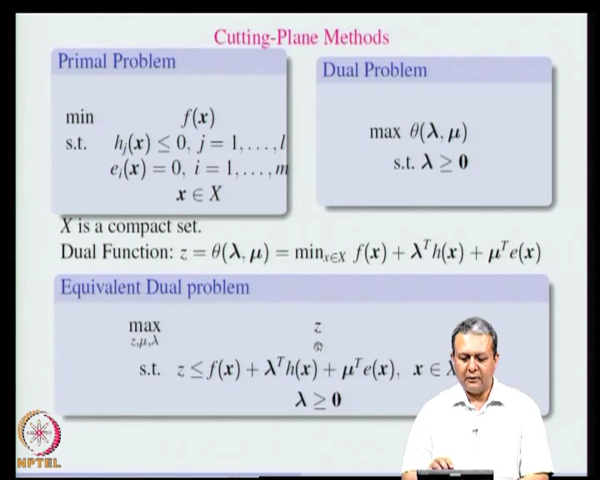 Cutting-Plane Methods
Primal Problem
min f(x)
s.t. h_j(x) ≤ 0, j = 1, . . . , l
e_i(x) = 0, i = 1, . . . , m
x ∈ X
Dual Problem
max θ(λ, μ)
s.t. λ ≥ 0
X is a compact set.
Dual Function: z = θ(λ, μ) = min_{x∈X} f(x) + λ^T h(x) + μ^T e(x)
Equivalent Dual problem
max z
z,μ,λ
s.t. z ≤ f(x) + λ^T h(x) + μ^T e(x), x ∈
λ ≥ 0
NPTEL